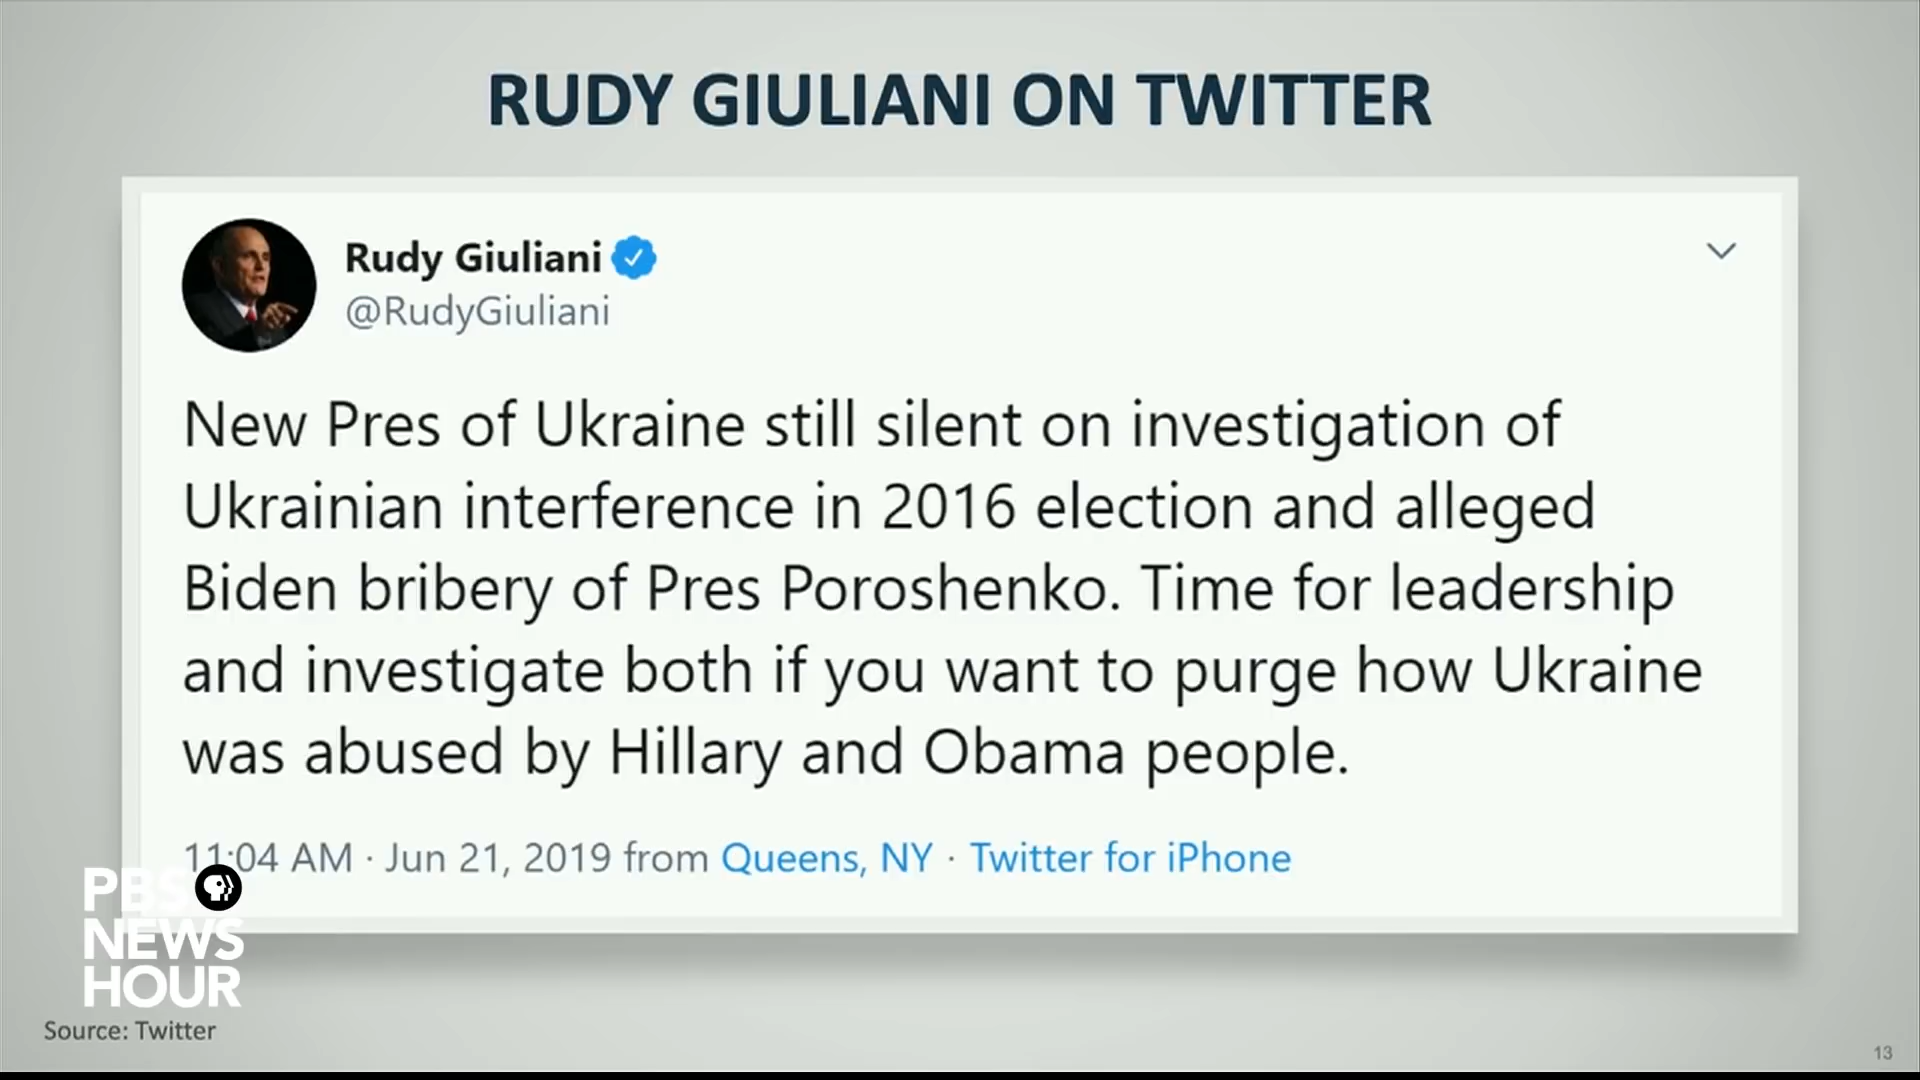 RUDY GIULIANI ON TWITTER
Rudy Giuliani
@RudyGiuliani
New Pres of Ukraine still silent on investigation of
Ukrainian interference in 2016 election and alleged
Biden bribery of Pres Poroshenko. Time for leadership
and investigate both if you want to purge how Ukraine
was abused by Hillary and Obama people.
11:04 AM · Jun 21, 2019 from Queens, NY · Twitter for iPhone
PBS
NEWS
HOUR
Source: Twitter
13